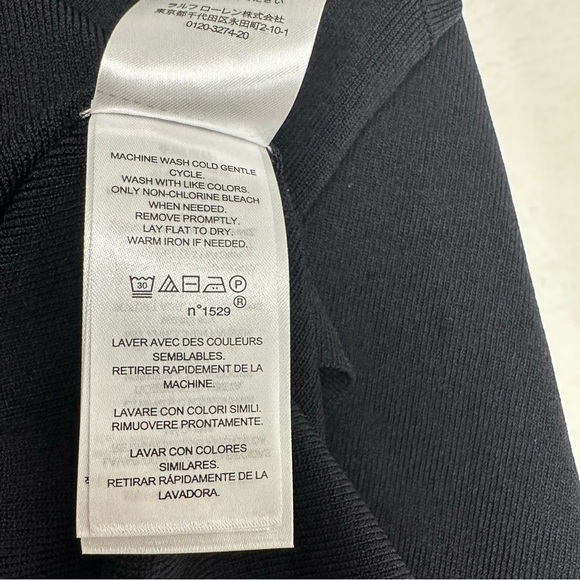 ラルフ ローレン株式会社
東京都千代田区永田町2-10-1
0120-3274-20
MACHINE WASH COLD GENTLE
CYCLE.
WASH WITH LIKE COLORS.
ONLY NON-CHLORINE BLEACH
WHEN NEEDED.
REMOVE PROMPTLY.
LAY FLAT TO DRY.
WARM IRON IF NEEDED.
30 P
n°1529 ®
LAVER AVEC DES COULEURS
SEMBLABLES.
RETIRER RAPIDEMENT DE LA
MACHINE.
LAVARE CON COLORI SIMILI.
RIMUOVERE PRONTAMENTE.
LAVAR CON COLORES
SIMILARES.
RETIRAR RÁPIDAMENTE DE LA
LAVADORA.